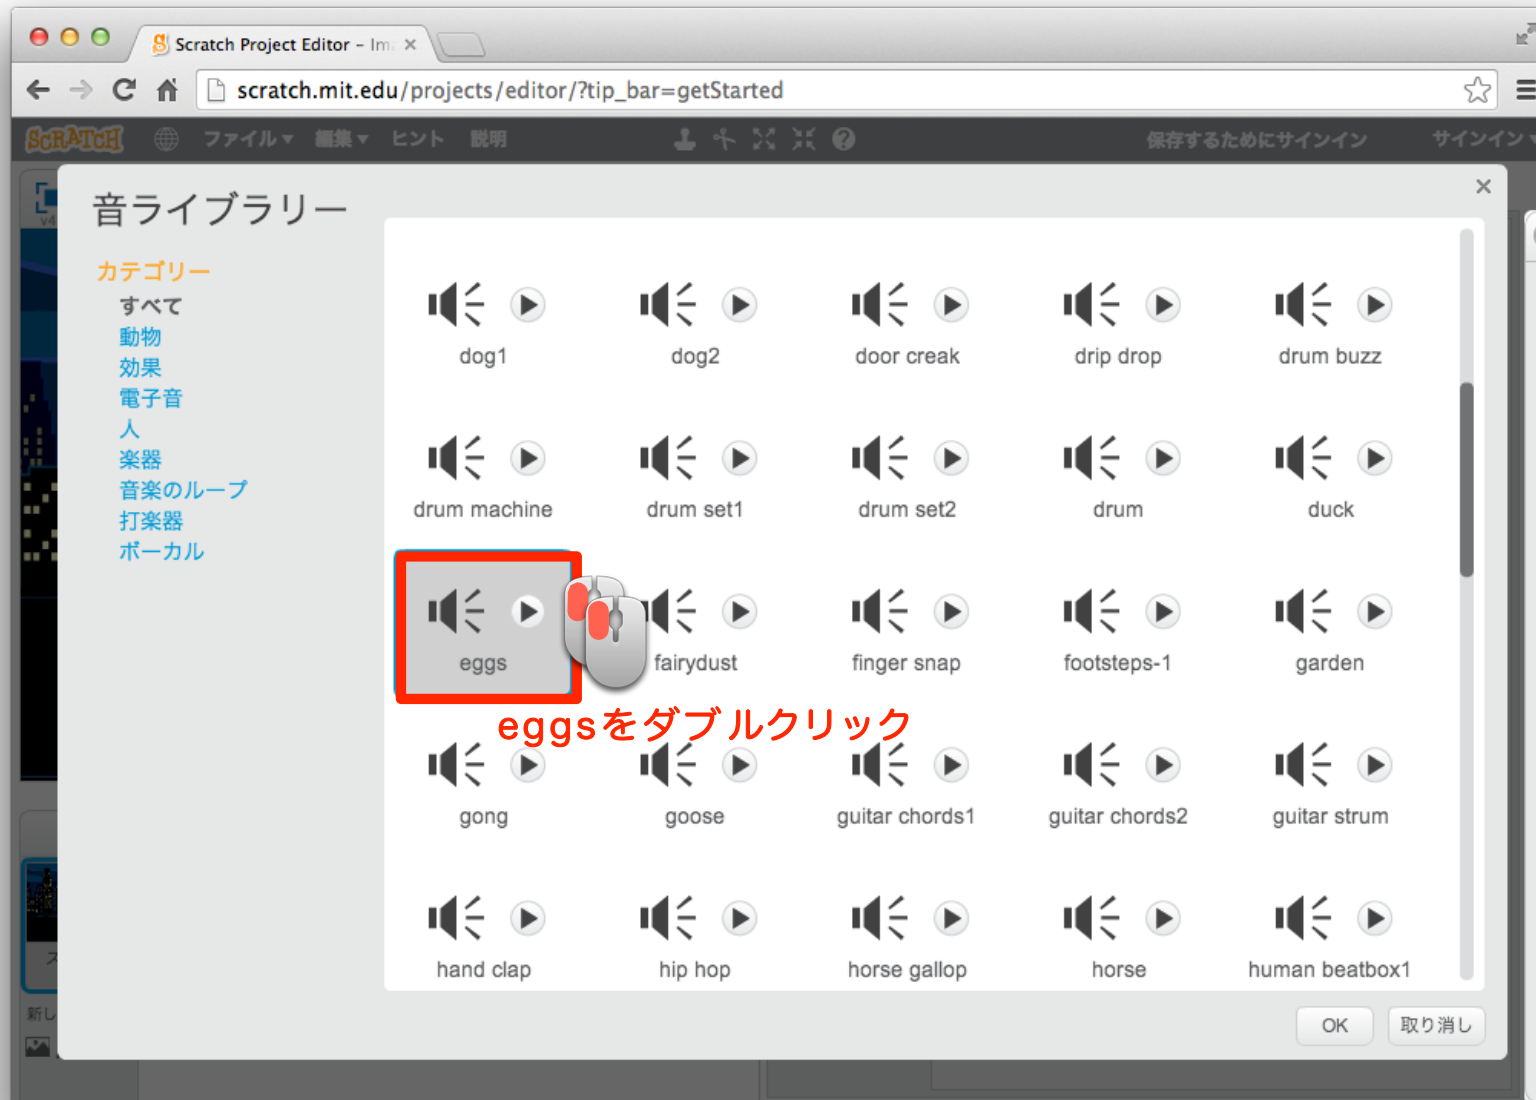 Scratch Project Editor – Im
scratch.mit.edu/projects/editor/?tip_bar=getStarted
SCRATCH
ファイル
編集
ヒント
説明
保存するためにサインイン
サインイン
v4
音ライブラリー
カテゴリー
すべて
動物
効果
電子音
人
楽器
音楽のループ
打楽器
ボーカル
dog1
dog2
door creak
drip drop
drum buzz
drum machine
drum set1
drum set2
drum
duck
eggs
fairydust
finger snap
footsteps-1
garden
eggsをダブルクリック
gong
goose
guitar chords1
guitar chords2
guitar strum
hand clap
hip hop
horse gallop
horse
human beatbox1
ス
新し
OK
取り消し